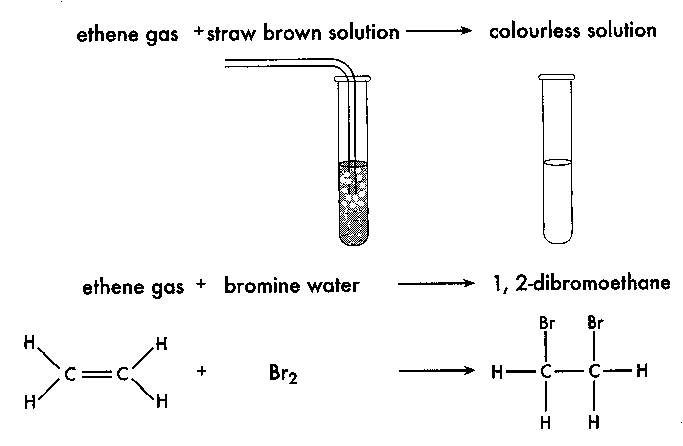 ethene gas + straw brown solution → colourless solution
ethene gas + bromine water → 1, 2-dibromoethane
Br Br
H H
C=C + Br2 → H—C—C—H
H H
H H